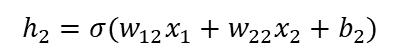 h₂ = σ(w₁₂x₁ + w₂₂x₂ + b₂)